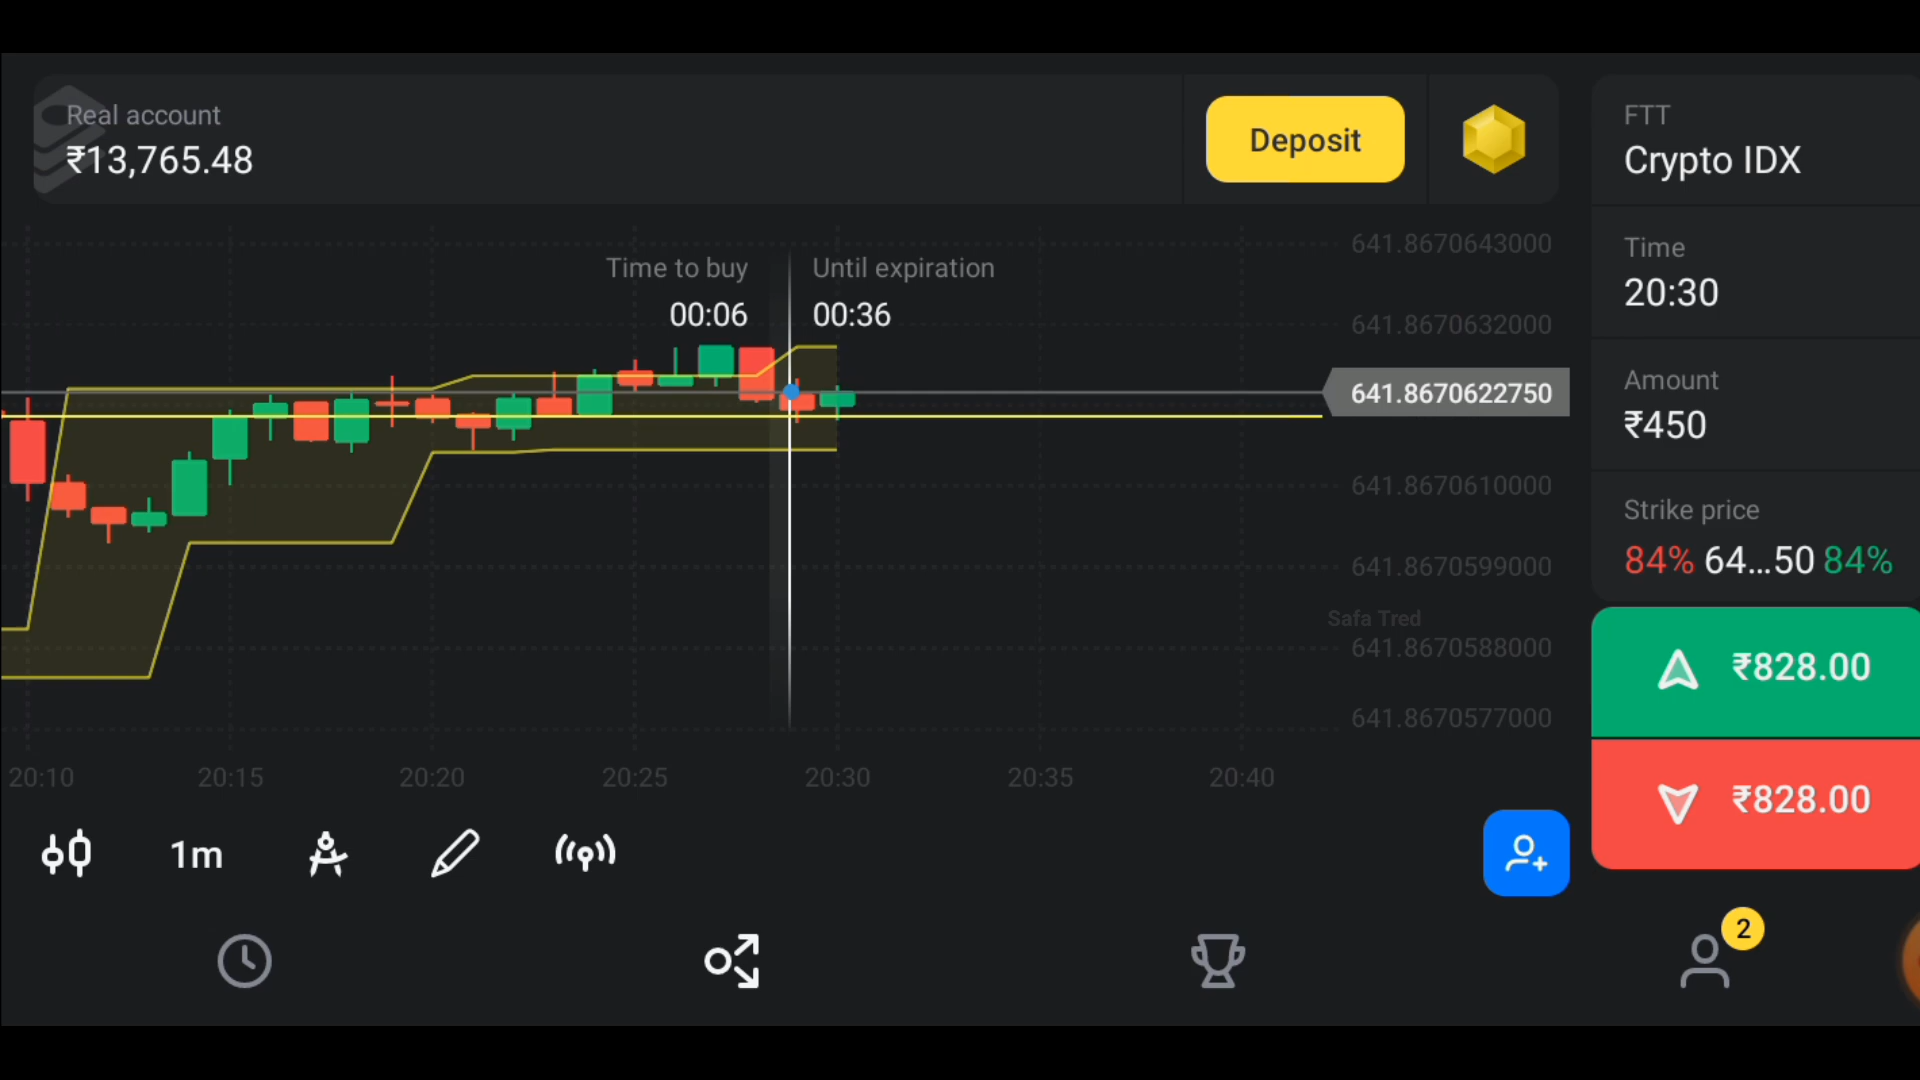 Real account
₹13,765.48
Deposit
FTT
Crypto IDX
Time
20:30
Amount
₹450
Strike price
84% 64...50 84%
₹828.00
₹828.00
Time to buy
00:06
Until expiration
00:36
641.8670643000
641.8670632000
641.8670622750
641.8670610000
641.8670599000
Safa Tred
641.8670588000
641.8670577000
20:10
20:15
20:20
20:25
20:30
20:35
20:40
1m
2